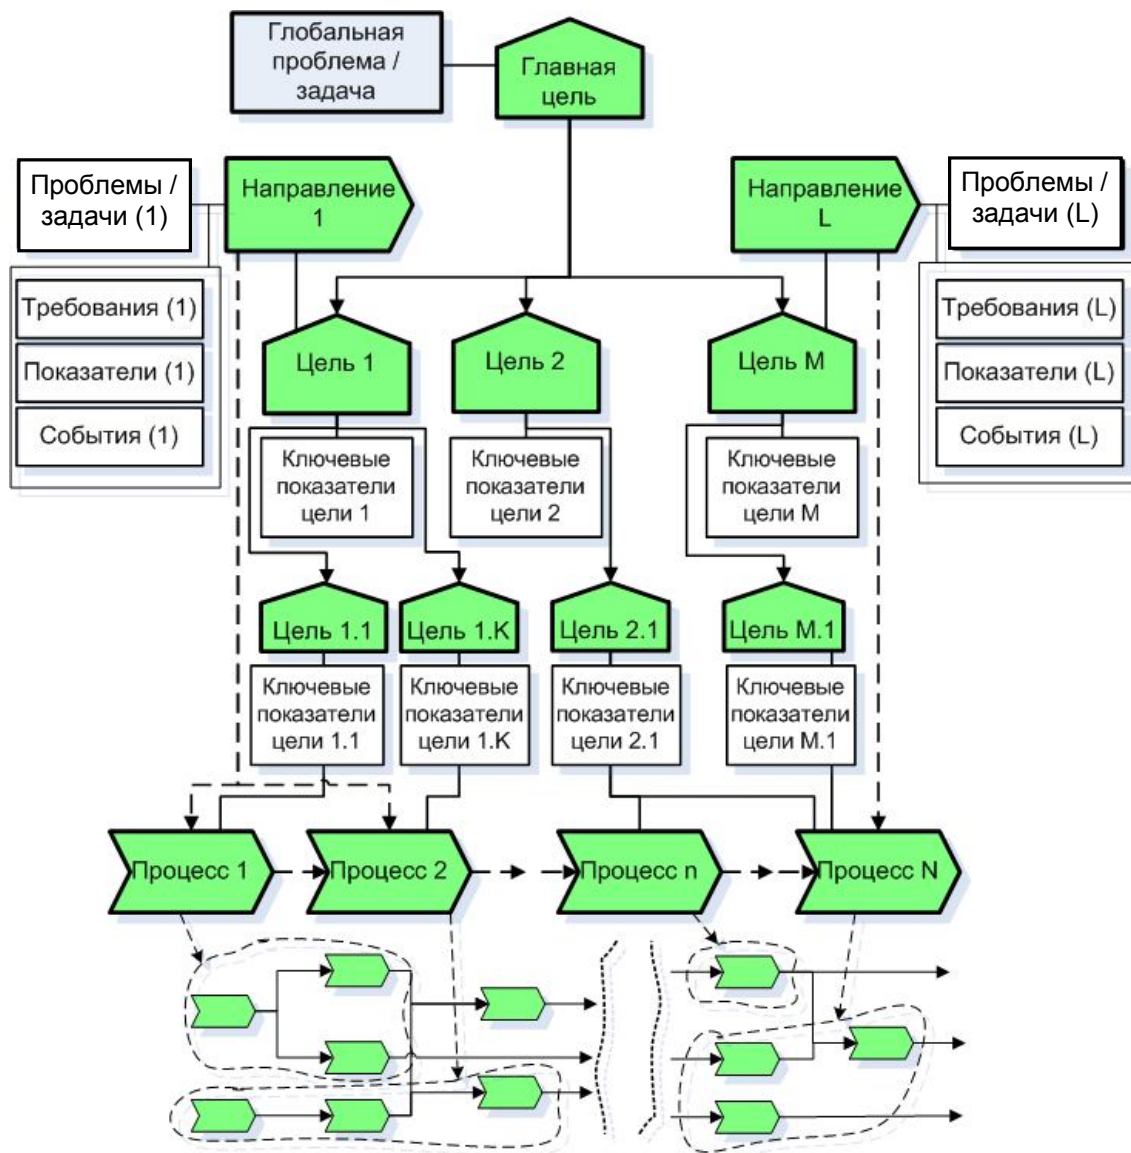 Глобальная
проблема /
задача
Главная
цель
Проблемы /
задачи (1)
Направление
1
Направление
L
Проблемы /
задачи (L)
Требования (1)
Показатели (1)
События (1)
Требования (L)
Показатели (L)
События (L)
Цель 1
Цель 2
Цель M
Ключевые
показатели
цели 1
Ключевые
показатели
цели 2
Ключевые
показатели
цели M
Цель 1.1
Цель 1.K
Цель 2.1
Цель M.1
Ключевые
показатели
цели 1.1
Ключевые
показатели
цели 1.K
Ключевые
показатели
цели 2.1
Ключевые
показатели
цели M.1
Процесс 1
Процесс 2
Процесс n
Процесс N